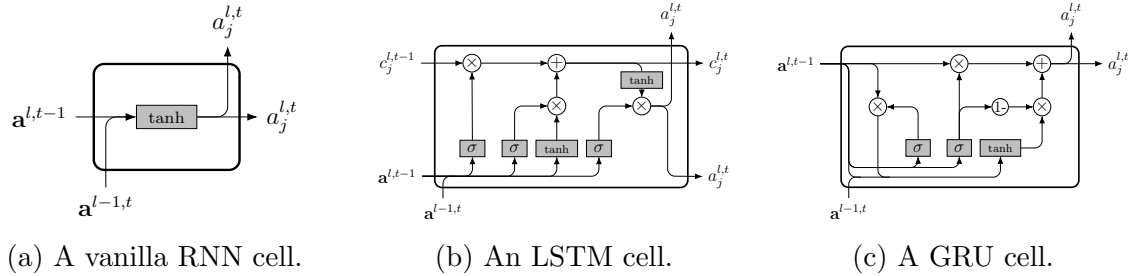 a_j^{l,t}
a^{l,t-1}
tanh
a_j^{l,t}
a^{l-1,t}
(a) A vanilla RNN cell.
a_j^{l,t}
c_j^{l,t-1}
×
+
c_j^{l,t}
tanh
×
×
σ
σ
tanh
σ
a^{l,t-1}
a_j^{l,t}
a^{l-1,t}
(b) An LSTM cell.
a_j^{l,t}
a^{l,t-1}
×
+
a_j^{l,t}
×
1-
×
σ
σ
tanh
a^{l-1,t}
(c) A GRU cell.